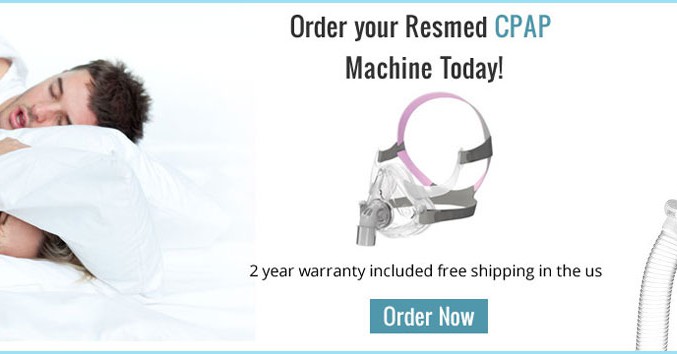 Order your Resmed CPAP
Machine Today!
2 year warranty included free shipping in the us
Order Now